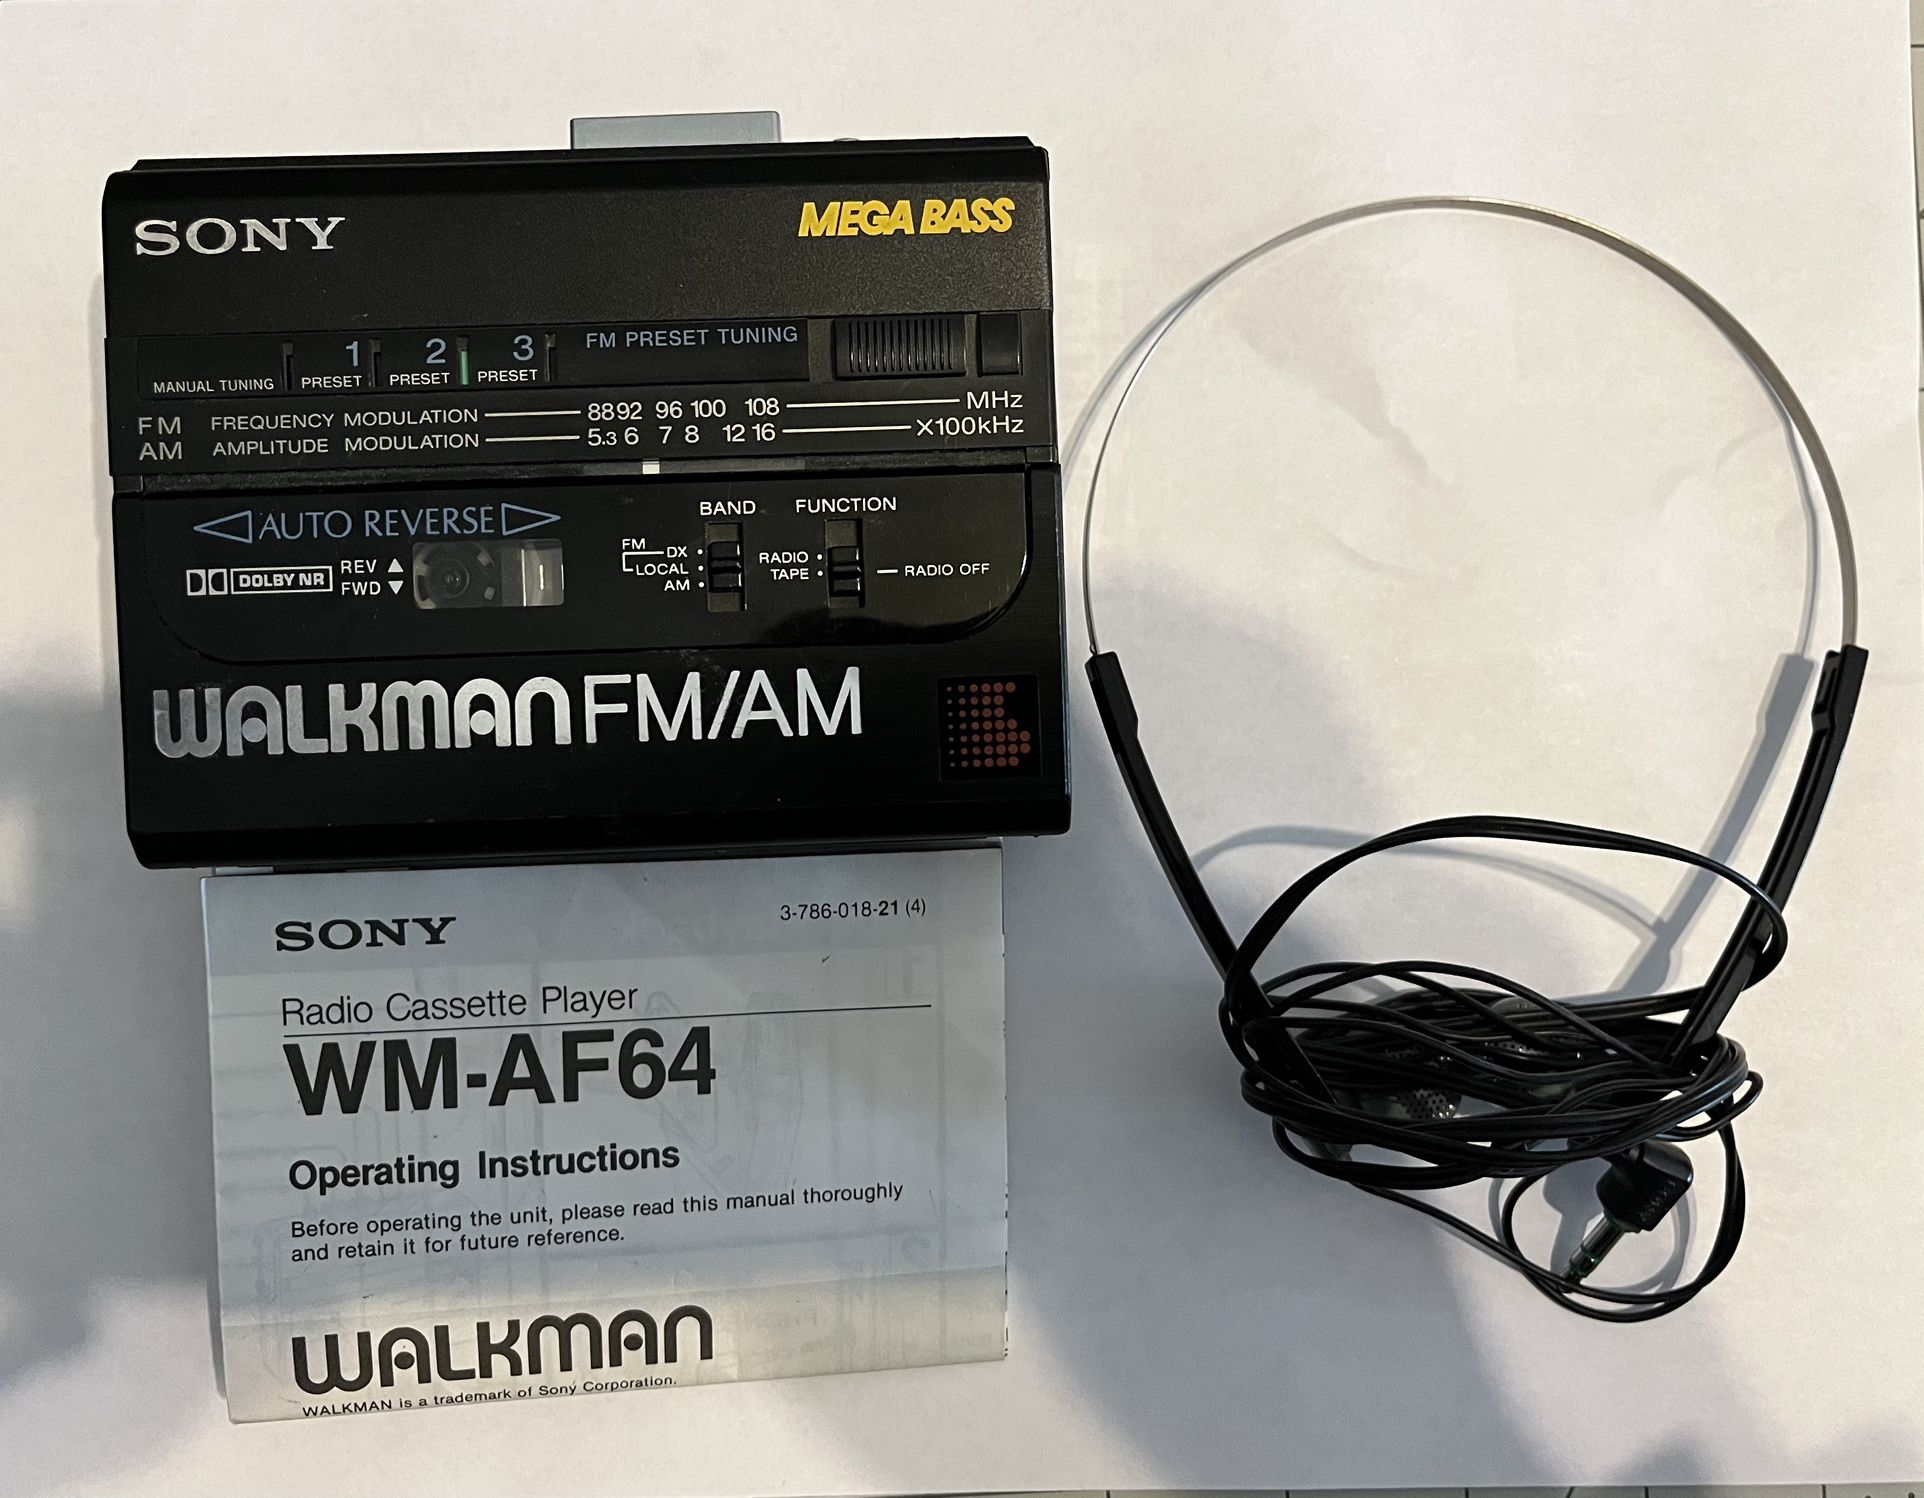 SONY
MEGA BASS
1 2 3 FM PRESET TUNING
MANUAL TUNING PRESET PRESET PRESET
FM FREQUENCY MODULATION 88 92 96 100 108 MHz
AM AMPLITUDE MODULATION 5.3 6 7 8 12 16 X100kHz
AUTO REVERSE
DOLBY NR
REV ▲
FWD ▼
BAND
FM DX
LOCAL
AM
FUNCTION
RADIO
TAPE
RADIO OFF
WALKMAN FM/AM
SONY
3-786-018-21 (4)
Radio Cassette Player
WM-AF64
Operating Instructions
Before operating the unit, please read this manual thoroughly
and retain it for future reference.
WALKMAN
WALKMAN is a trademark of Sony Corporation.
SONY